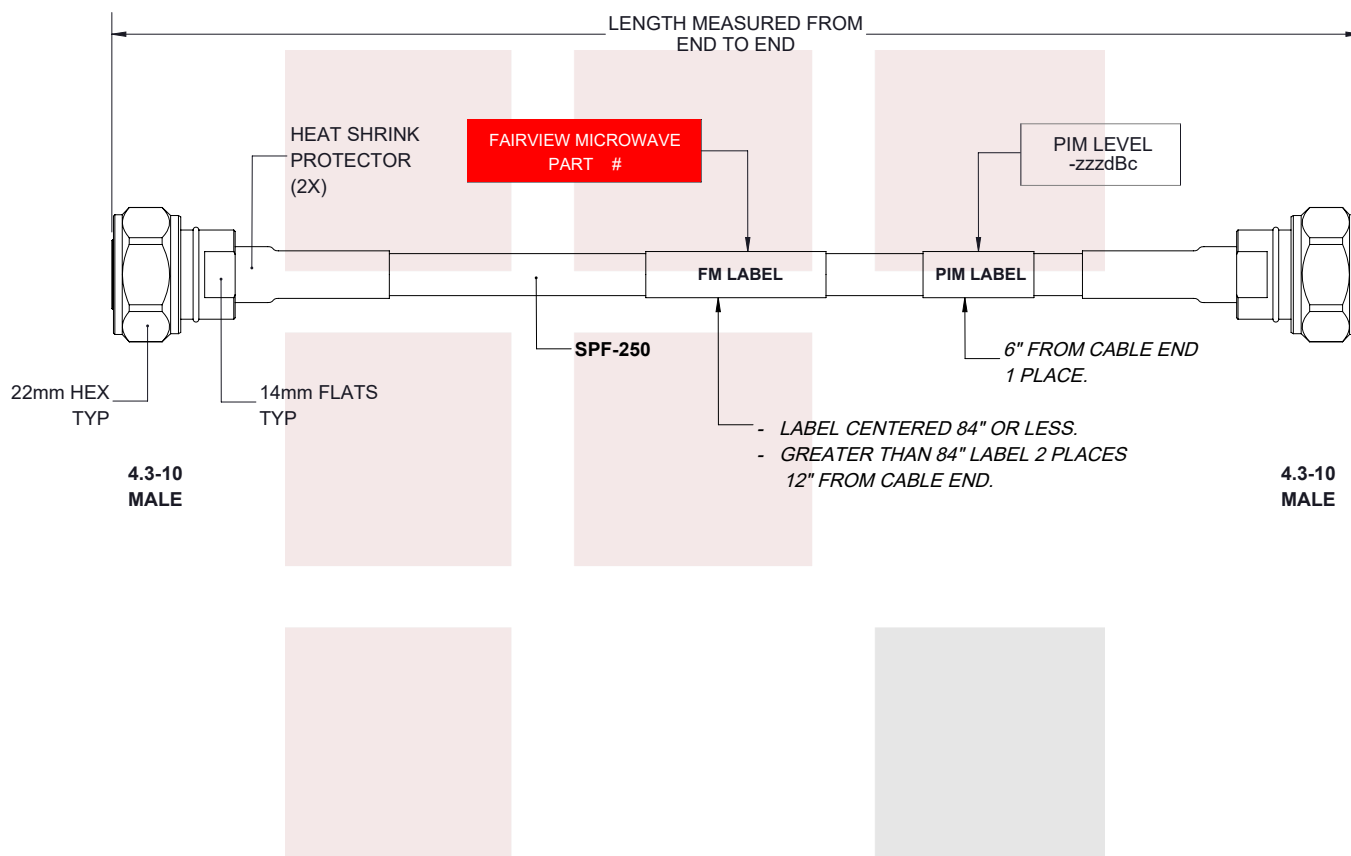 LENGTH MEASURED FROM
END TO END
HEAT SHRINK
PROTECTOR
(2X)
FAIRVIEW MICROWAVE
PART #
PIM LEVEL
-zzzdBc
FM LABEL
PIM LABEL
SPF-250
6" FROM CABLE END
1 PLACE.
22mm HEX
TYP
14mm FLATS
TYP
- LABEL CENTERED 84" OR LESS.
- GREATER THAN 84" LABEL 2 PLACES
12" FROM CABLE END.
4.3-10
MALE
4.3-10
MALE